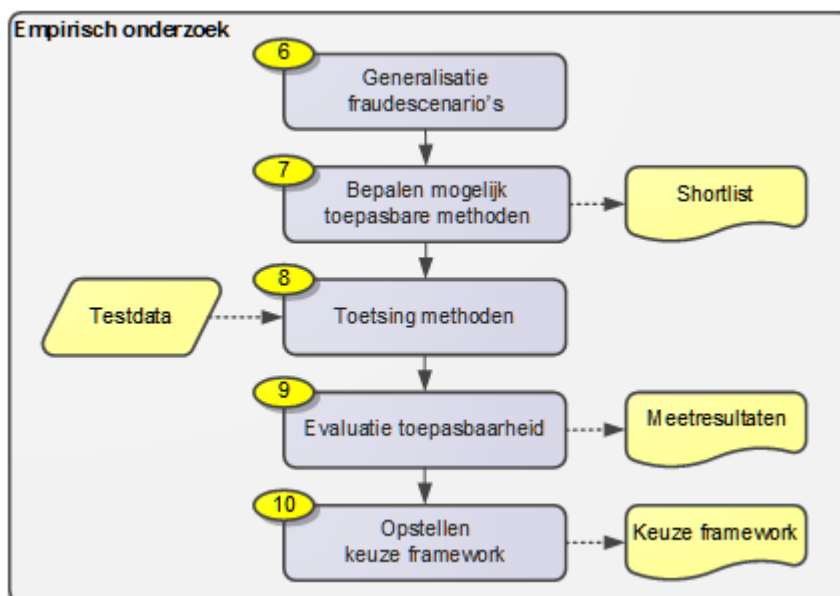 Empirisch onderzoek
6
Generalisatie
fraudescenario's
7
Bepalen mogelijk
toepasbare methoden
Shortlist
8
Testdata
Toetsing methoden
9
Evaluatie toepasbaarheid
Meetresultaten
10
Opstellen
keuze framework
Keuze framework